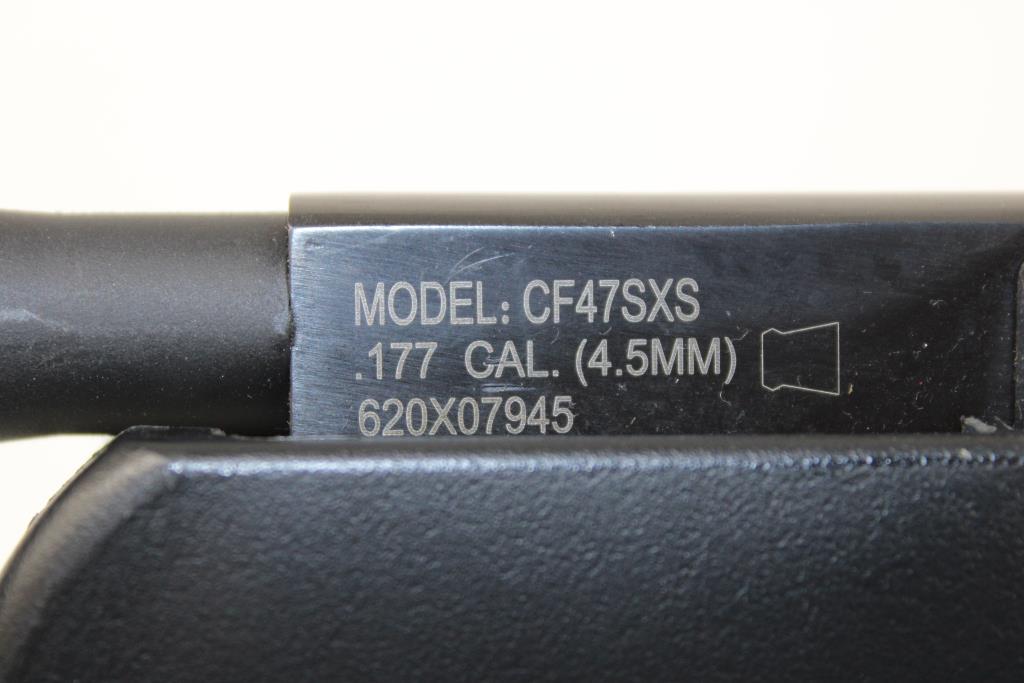 MODEL: CF47SXS
.177 CAL. (4.5MM)
620X07945